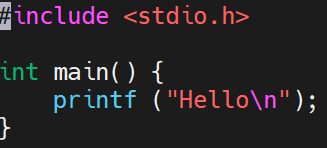 #include <stdio.h>

int main() {
    printf ("Hello\n");
}